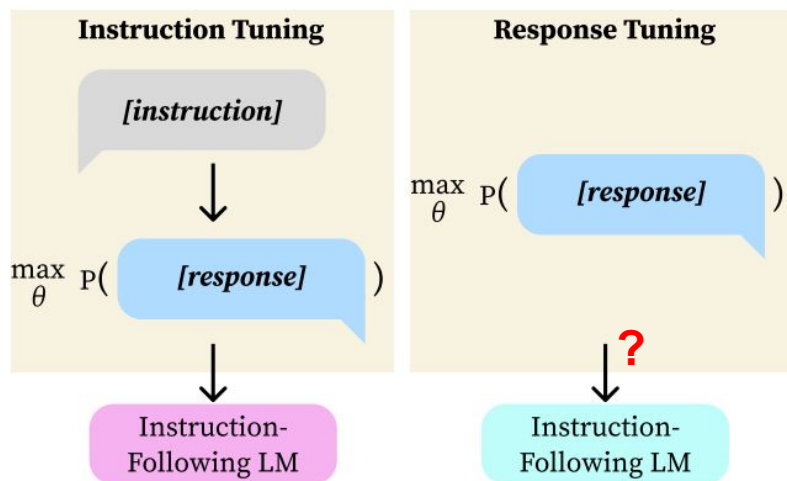 Instruction Tuning
[instruction]
max
θ
P( [response] )
Instruction-
Following LM
Response Tuning
max
θ
P( [response] )
?
Instruction-
Following LM